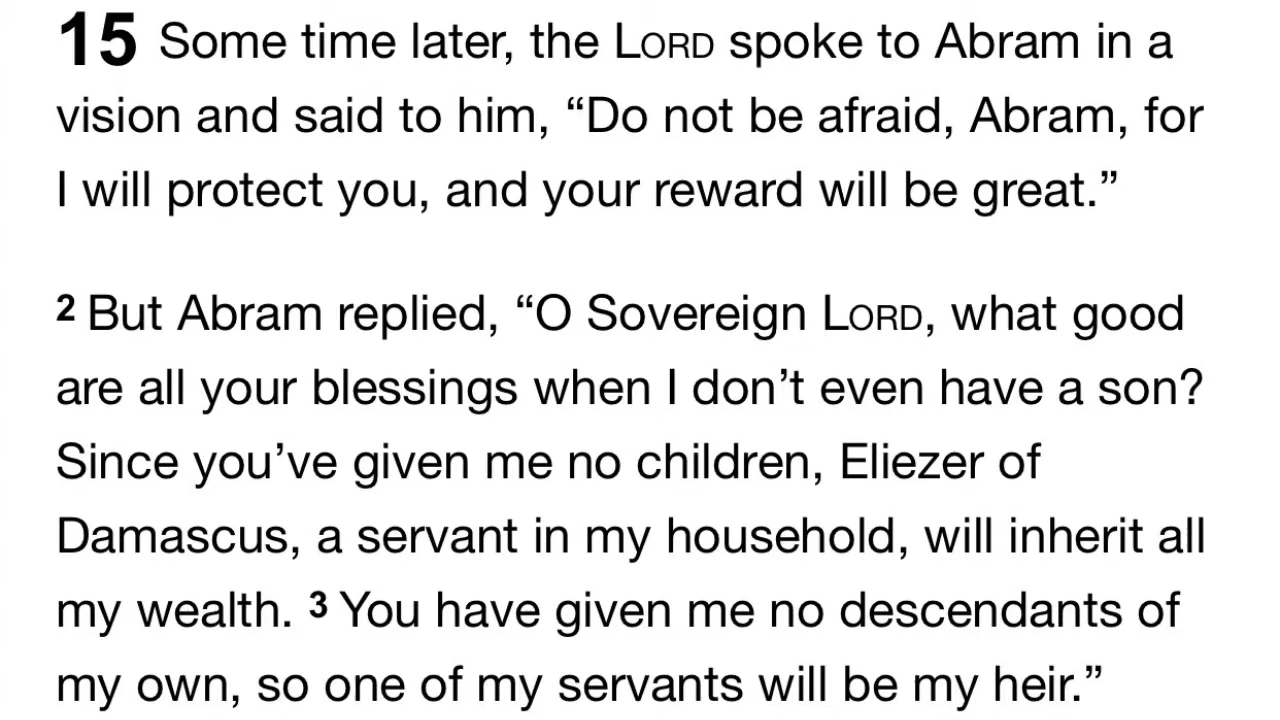 15 Some time later, the LORD spoke to Abram in a
vision and said to him, “Do not be afraid, Abram, for
I will protect you, and your reward will be great.”
2 But Abram replied, “O Sovereign LORD, what good
are all your blessings when I don’t even have a son?
Since you’ve given me no children, Eliezer of
Damascus, a servant in my household, will inherit all
my wealth. 3 You have given me no descendants of
my own, so one of my servants will be my heir.”